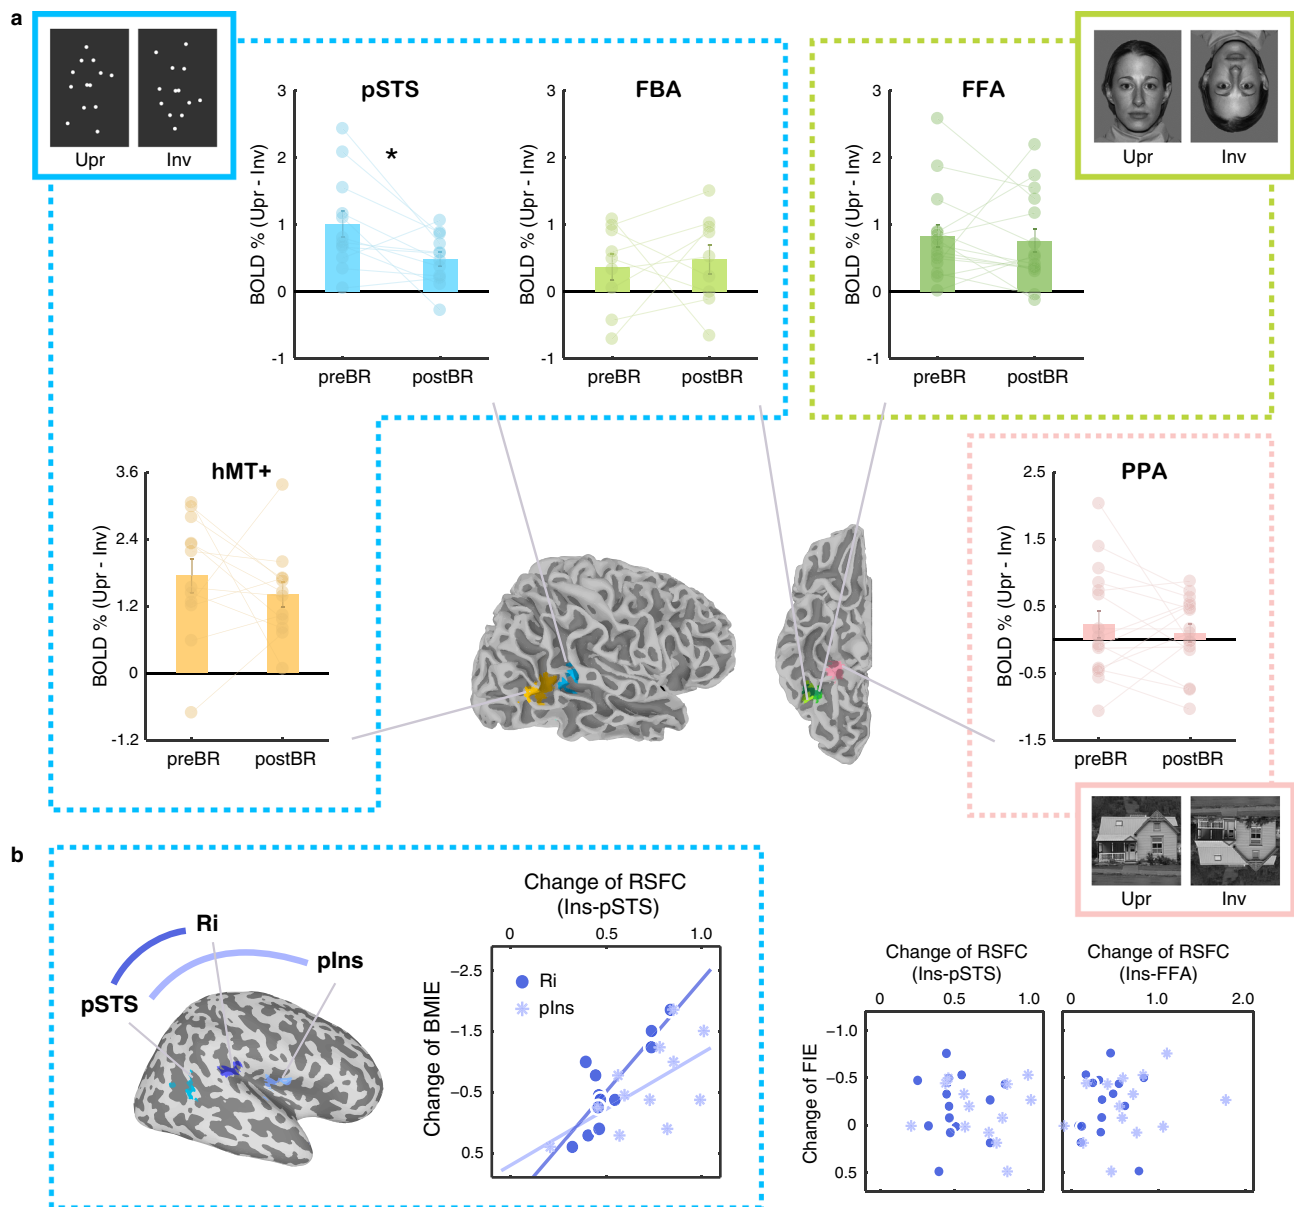 a
Upr
Inv
pSTS
BOLD % (Upr - Inv)
3
2
1
0
-1
*
preBR
postBR
FBA
BOLD % (Upr - Inv)
3
2
1
0
-1
preBR
postBR
FFA
BOLD % (Upr - Inv)
3
2
1
0
-1
preBR
postBR
Upr
Inv
hMT+
BOLD % (Upr - Inv)
3.6
2.4
1.2
0
-1.2
preBR
postBR
PPA
BOLD % (Upr - Inv)
2.5
1.5
0.5
-0.5
-1.5
preBR
postBR
Upr
Inv
b
Ri
pIns
pSTS
Change of RSFC
(Ins-pSTS)
0
0.5
1.0
Change of BMIE
−2.5
−1.5
−1.5
−0.5
0.5
Ri
pIns
Change of RSFC
(Ins-pSTS)
0
0.5
1.0
Change of FIE
−1.0
−0.5
0
0.5
Change of RSFC
(Ins-FFA)
0
1.0
2.0